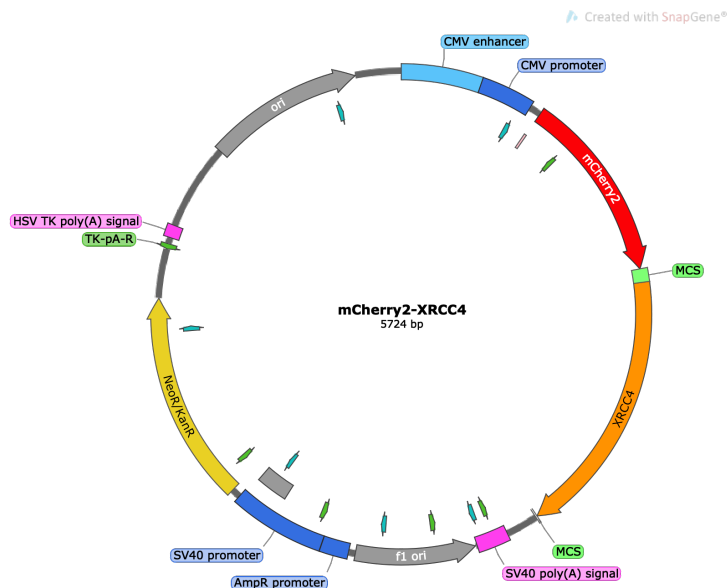 Created with SnapGene®
CMV enhancer
CMV promoter
ori
mCherry2
HSV TK poly(A) signal
TK-pA-R
MCS
mCherry2-XRCC4
5724 bp
NeoR/KanR
XRCC4
SV40 promoter
AmpR promoter
f1 ori
MCS
SV40 poly(A) signal